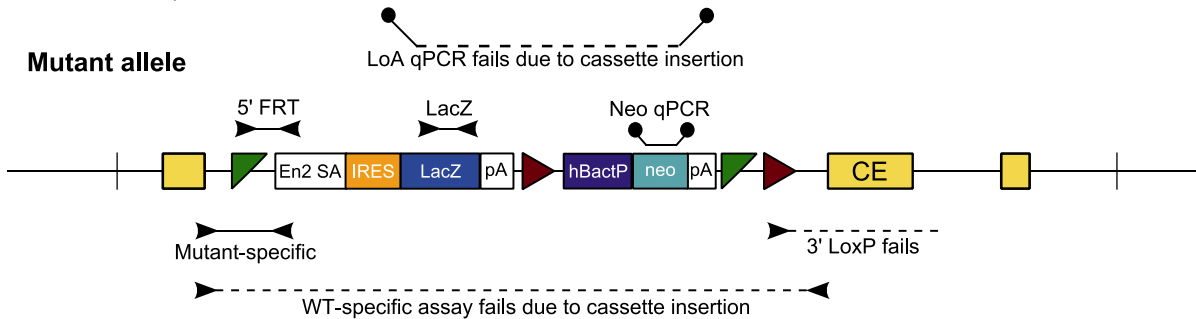 LoA qPCR fails due to cassette insertion
Mutant allele
5' FRT
LacZ
Neo qPCR
En2 SA
IRES
LacZ
pA
hBactP
neo
pA
CE
Mutant-specific
3' LoxP fails
WT-specific assay fails due to cassette insertion